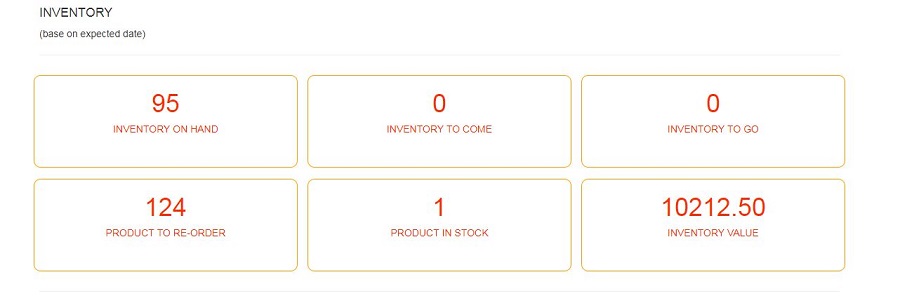 INVENTORY
(base on expected date)
95
INVENTORY ON HAND
0
INVENTORY TO COME
0
INVENTORY TO GO
124
PRODUCT TO RE-ORDER
1
PRODUCT IN STOCK
10212.50
INVENTORY VALUE